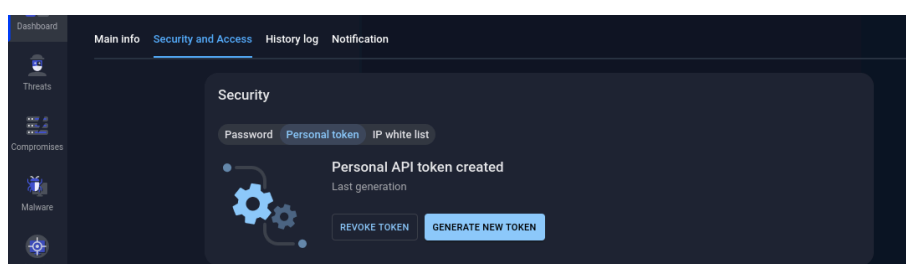 Dashboard
Main info Security and Access History log Notification
Threats
Security
Password Personal token IP white list
Compromises
Personal API token created
Last generation
Malware
REVOKE TOKEN GENERATE NEW TOKEN